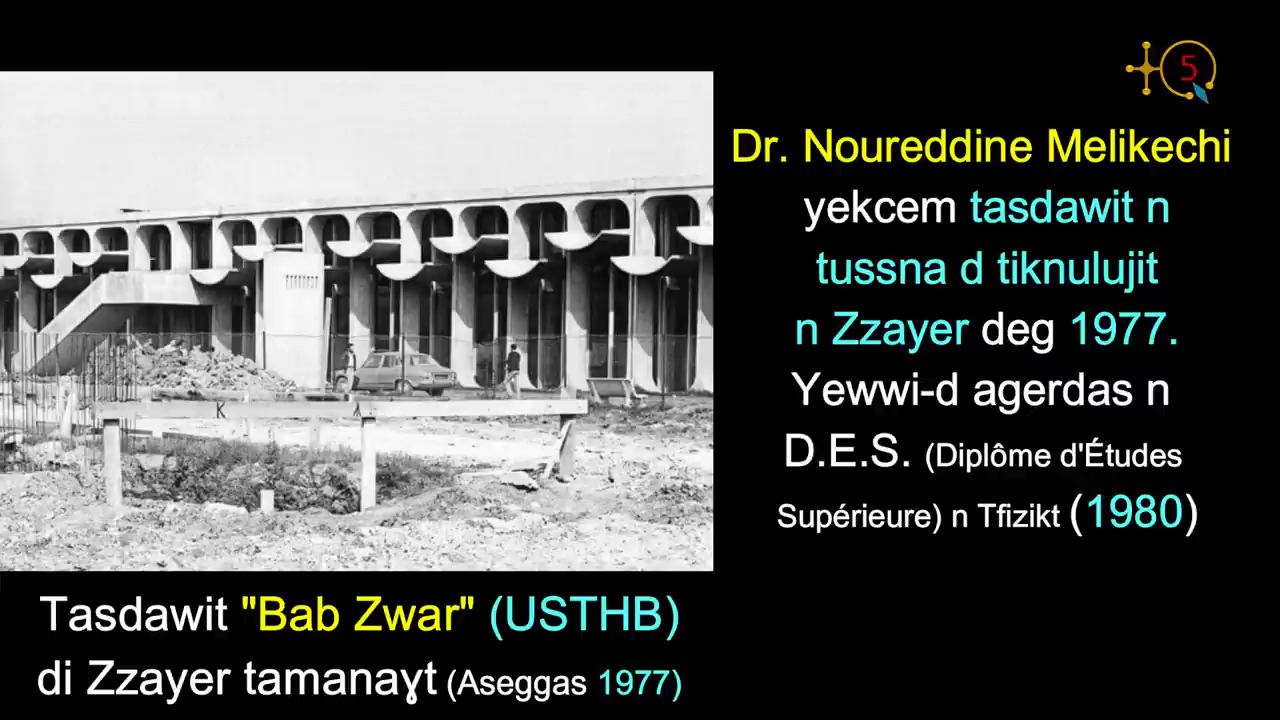 5
Dr. Noureddine Melikechi
yekcem tasdawit n
tussna d tiknulujit
n Zzayer deg 1977.
Yewwi-d agerdas n
D.E.S. (Diplôme d'Études
Supérieure) n Tfizikt (1980)
K A
Tasdawit "Bab Zwar" (USTHB)
di Zzayer tamanaɣt (Aseggas 1977)